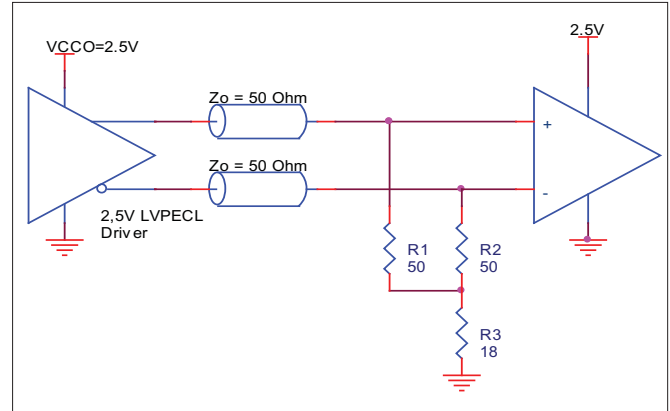 VCCO=2.5V
2.5V
Zo = 50 Ohm
+
Zo = 50 Ohm
-
2,5V LVPECL
Driver
R1
50
R2
50
R3
18